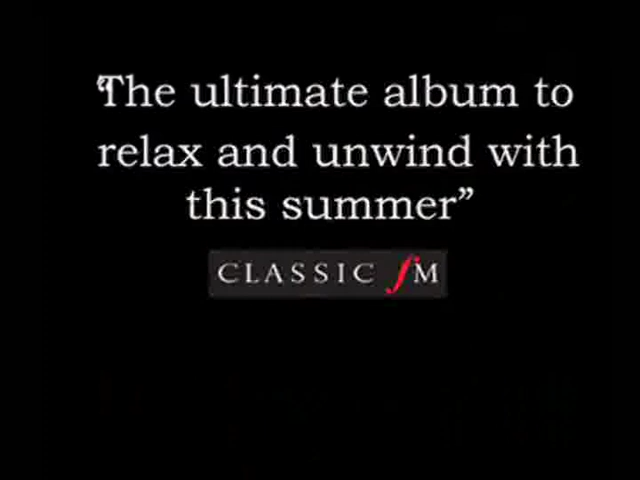 “The ultimate album to
relax and unwind with
this summer”
CLASSIC fM